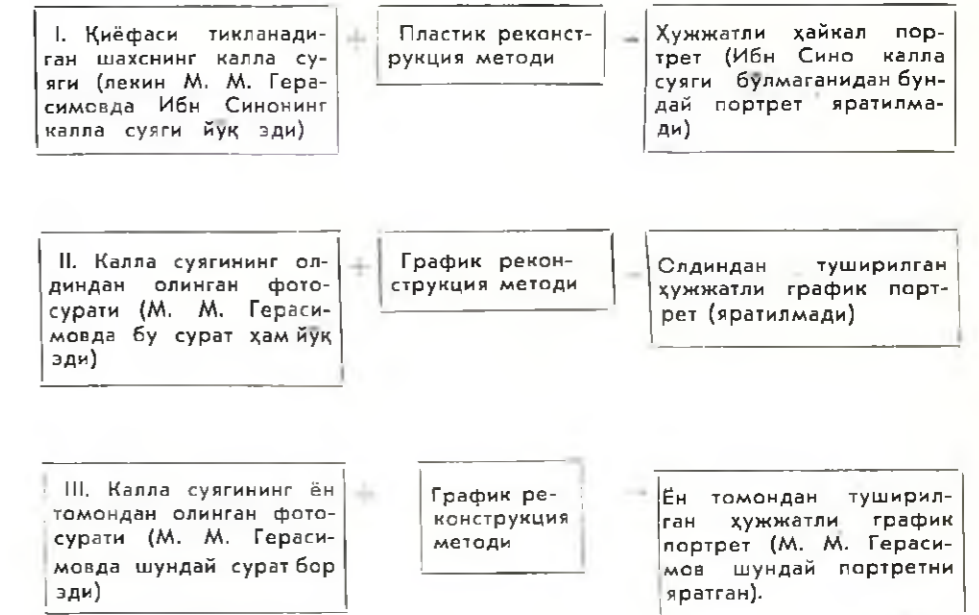 I. Қиёфаси тикланади-
ган шахснинг калла су-
яги (лекин М. М. Гера-
симовда Ибн Синонинг
калла суяги йўқ эди)
+
Пластик реконст-
рукция методи
—
Ҳужжатли ҳайкал пор-
трет (Ибн Сино калла
суяги бўлмаганидан бун-
дай портрет яратилма-
ди)
II. Калла суягининг ол-
дидан олинган фото-
сурати (М. М. Гераси-
мовда бу сурат ҳам йўқ
эди)
+
График рекон-
струкция методи
—
Олдиндан туширилган
ҳужжатли график порт-
рет (яратилмади)
III. Калла суягининг ён
томондан олинган фото-
сурати (М. М. Гераси-
мовда шундай сурат бор
эди)
+
График ре-
конструкция
методи
—
Ён томондан туширил-
ган ҳужжатли график
портрет (М. М. Гераси-
мов шундай портретни
яратган).